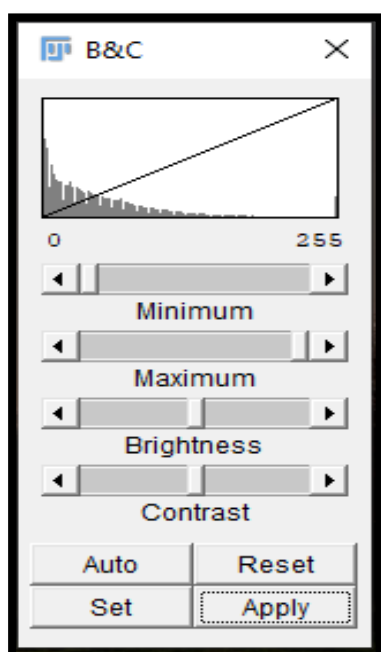 B&C
0 255
Minimum
Maximum
Brightness
Contrast
Auto Reset
Set Apply